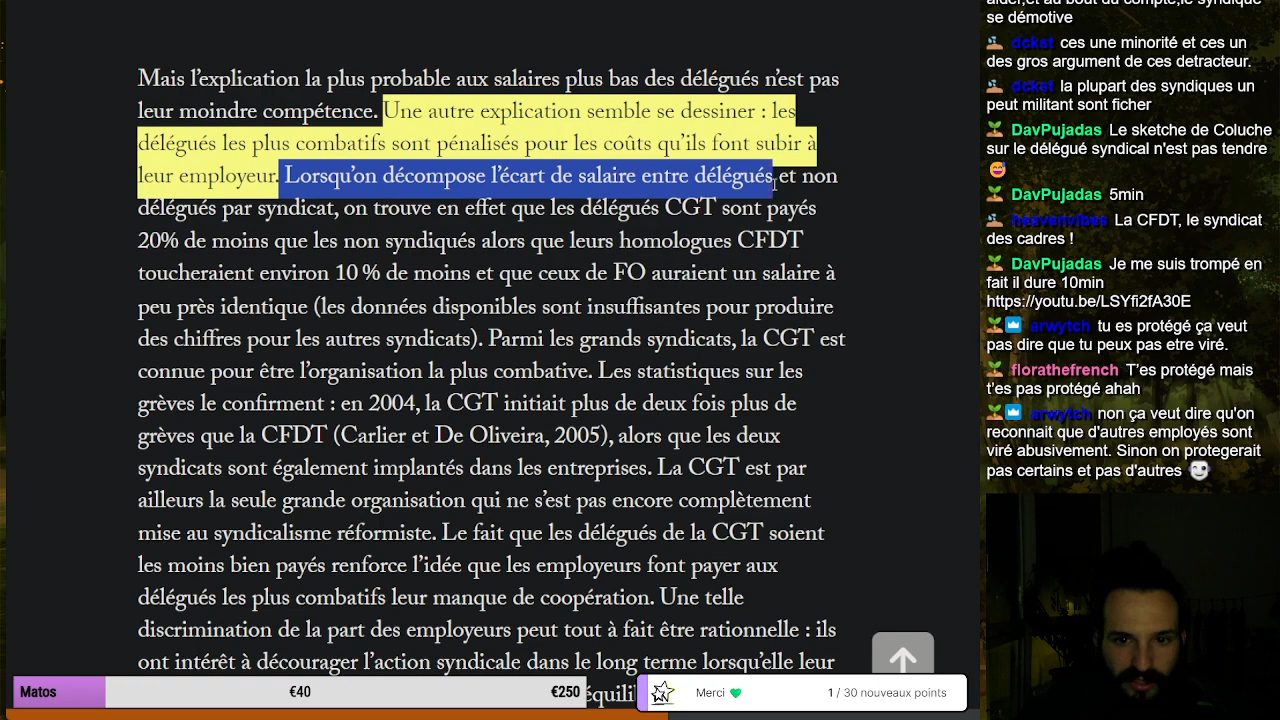 Mais l’explication la plus probable aux salaires plus bas des délégués n’est pas
leur moindre compétence. Une autre explication semble se dessiner : les
délégués les plus combatifs sont pénalisés pour les coûts qu’ils font subir à
leur employeur. Lorsqu’on décompose l’écart de salaire entre délégués et non
délégués par syndicat, on trouve en effet que les délégués CGT sont payés
20% de moins que les non syndiqués alors que leurs homologues CFDT
toucheraient environ 10 % de moins et que ceux de FO auraient un salaire à
peu près identique (les données disponibles sont insuffisantes pour produire
des chiffres pour les autres syndicats). Parmi les grands syndicats, la CGT est
connue pour être l’organisation la plus combative. Les statistiques sur les
grèves le confirment : en 2004, la CGT initiait plus de deux fois plus de
grèves que la CFDT (Carlier et De Oliveira, 2005), alors que les deux
syndicats sont également implantés dans les entreprises. La CGT est par
ailleurs la seule grande organisation qui ne s’est pas encore complètement
mise au syndicalisme réformiste. Le fait que les délégués de la CGT soient
les moins bien payés renforce l’idée que les employeurs font payer aux
délégués les plus combatifs leur manque de coopération. Une telle
discrimination de la part des employeurs peut tout à fait être rationnelle : ils
ont intérêt à décourager l’action syndicale dans le long terme lorsqu’elle leur
Matos €40 €250
Merci 1 / 30 nouveaux points
se démotive
dckst ces une minorité et ces un
des gros argument de ces detracteur.
dckst la plupart des syndiques un
peut militant sont ficher
DavPujadas Le sketche de Coluche
sur le délégué syndical n'est pas tendre
DavPujadas 5min
heavenvibes La CFDT, le syndicat
des cadres !
DavPujadas Je me suis trompé en
fait il dure 10min
https://youtu.be/LSYfi2fA30E
arwytch tu es protégé ça veut
pas dire que tu peux pas etre viré.
florathefrench T’es protégé mais
t’es pas protégé ahah
arwytch non ça veut dire qu'on
reconnait que d'autres employés sont
viré abusivement. Sinon on protegerait
pas certains et pas d'autres